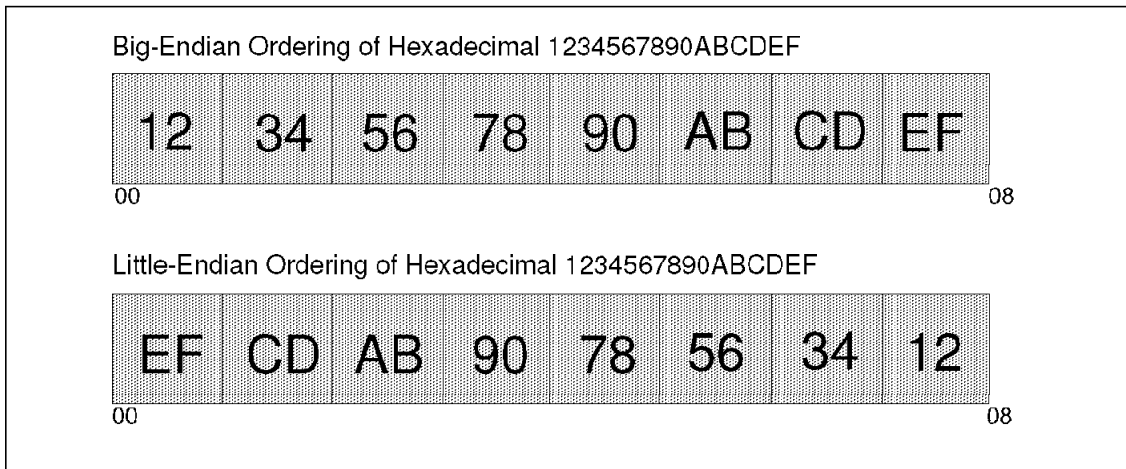 Big-Endian Ordering of Hexadecimal 1234567890ABCDEF
12 34 56 78 90 AB CD EF
00 08
Little-Endian Ordering of Hexadecimal 1234567890ABCDEF
EF CD AB 90 78 56 34 12
00 08